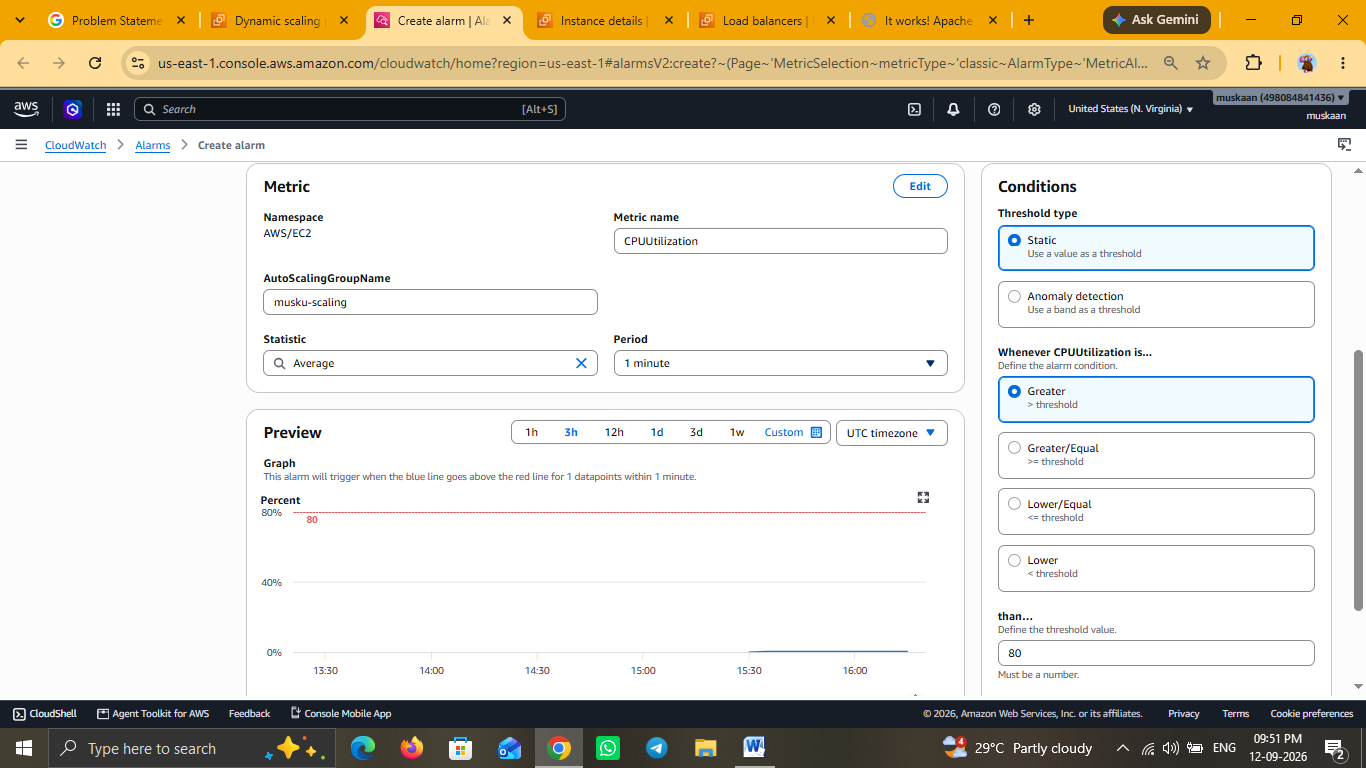 Problem Stateme
Dynamic scaling
Create alarm | Al
Instance details |
Load balancers |
It works! Apache
Ask Gemini
us-east-1.console.aws.amazon.com/cloudwatch/home?region=us-east-1#alarmsV2:create?~(Page~'MetricSelection~metricType~'classic~AlarmType~'MetricAl...
aws
Search
[Alt+S]
United States (N. Virginia)
muskaan (498084841436)
muskaan
CloudWatch
Alarms
Create alarm
Metric
Edit
Namespace
AWS/EC2
Metric name
CPUUtilization
AutoScalingGroupName
musku-scaling
Statistic
Average
Period
1 minute
Preview
1h 3h 12h 1d 3d 1w Custom
UTC timezone
Graph
This alarm will trigger when the blue line goes above the red line for 1 datapoints within 1 minute.
Percent
80%
80
40%
0%
13:30 14:00 14:30 15:00 15:30 16:00
Conditions
Threshold type
Static
Use a value as a threshold
Anomaly detection
Use a band as a threshold
Whenever CPUUtilization is...
Define the alarm condition.
Greater
> threshold
Greater/Equal
>= threshold
Lower/Equal
<= threshold
Lower
< threshold
than...
Define the threshold value.
80
Must be a number.
CloudShell
Agent Toolkit for AWS
Feedback
Console Mobile App
© 2026, Amazon Web Services, Inc. or its affiliates.
Privacy
Terms
Cookie preferences
Type here to search
4
29°C Partly cloudy
ENG
09:51 PM
12-09-2026
2